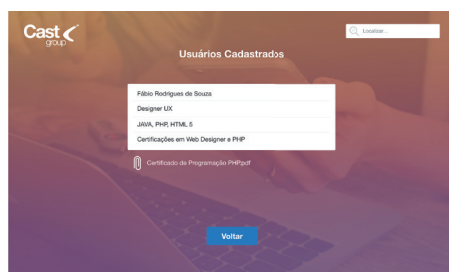 Cast
group
Localizar...
Usuários Cadastrados
Fábio Rodrigues de Souza
Designer UX
JAVA, PHP, HTML 5
Certificações em Web Designer e PHP
Certificado da Programação PHP.pdf
Voltar